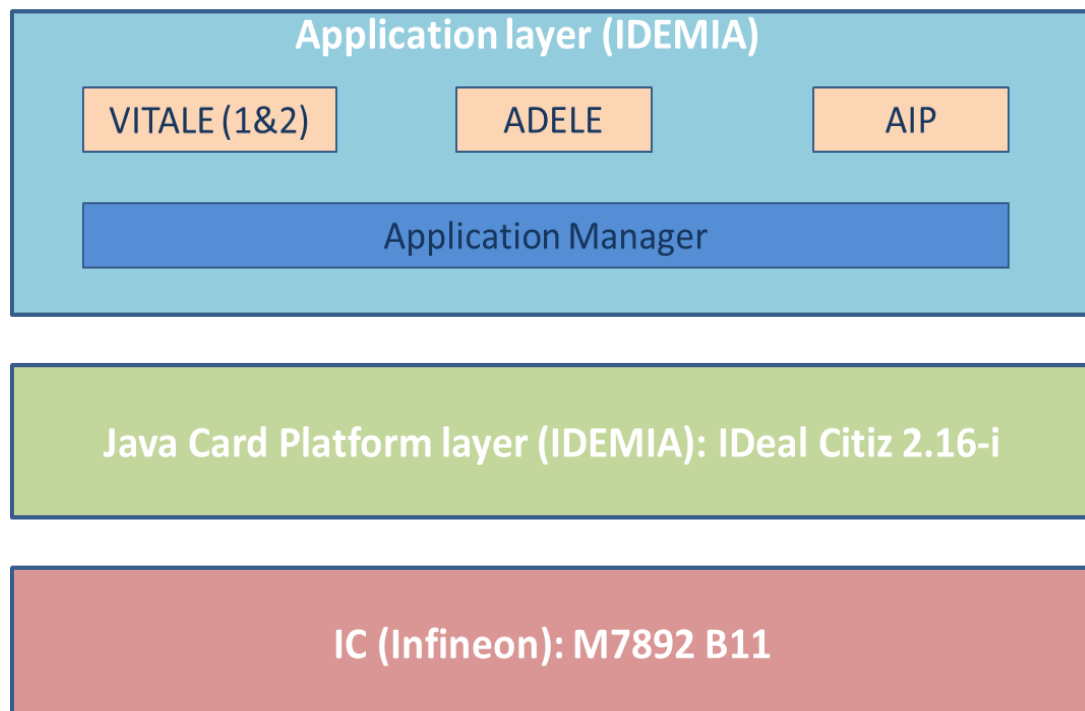 Application layer (IDEMIA)
VITALE (1&2)
ADELE
AIP
Application Manager
Java Card Platform layer (IDEMIA): IDeal Citiz 2.16-i
IC (Infineon): M7892 B11